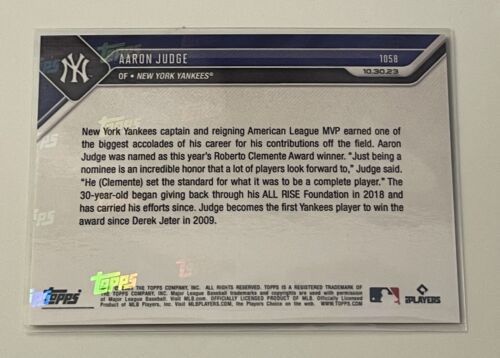 AARON JUDGE
1058
OF • NEW YORK YANKEES®
10.30.23
New York Yankees captain and reigning American League MVP earned one of
the biggest accolades of his career for his contributions off the field. Aaron
Judge was named as this year's Roberto Clemente Award winner. "Just being a
nominee is an incredible honor that a lot of players look forward to," Judge said.
"He (Clemente) set the standard for what it was to be a complete player." The
30-year-old began giving back through his ALL RISE Foundation in 2018 and
has carried his efforts since. Judge becomes the first Yankees player to win the
award since Derek Jeter in 2009.
Topps
THE TOPPS COMPANY, INC. ALL RIGHTS RESERVED. TOPPS IS A REGISTERED TRADEMARK OF
THE TOPPS COMPANY, INC. Major League Baseball trademarks and copyrights are used with permission
of Major League Baseball. Visit MLB.com. OFFICIALLY LICENSED PRODUCT OF MLB Players, Inc.
Product of MLB Players, Inc. Visit MLBPLAYERS.com, the Players Choice on the web. WWW.TOPPS.COM
PLAYERS